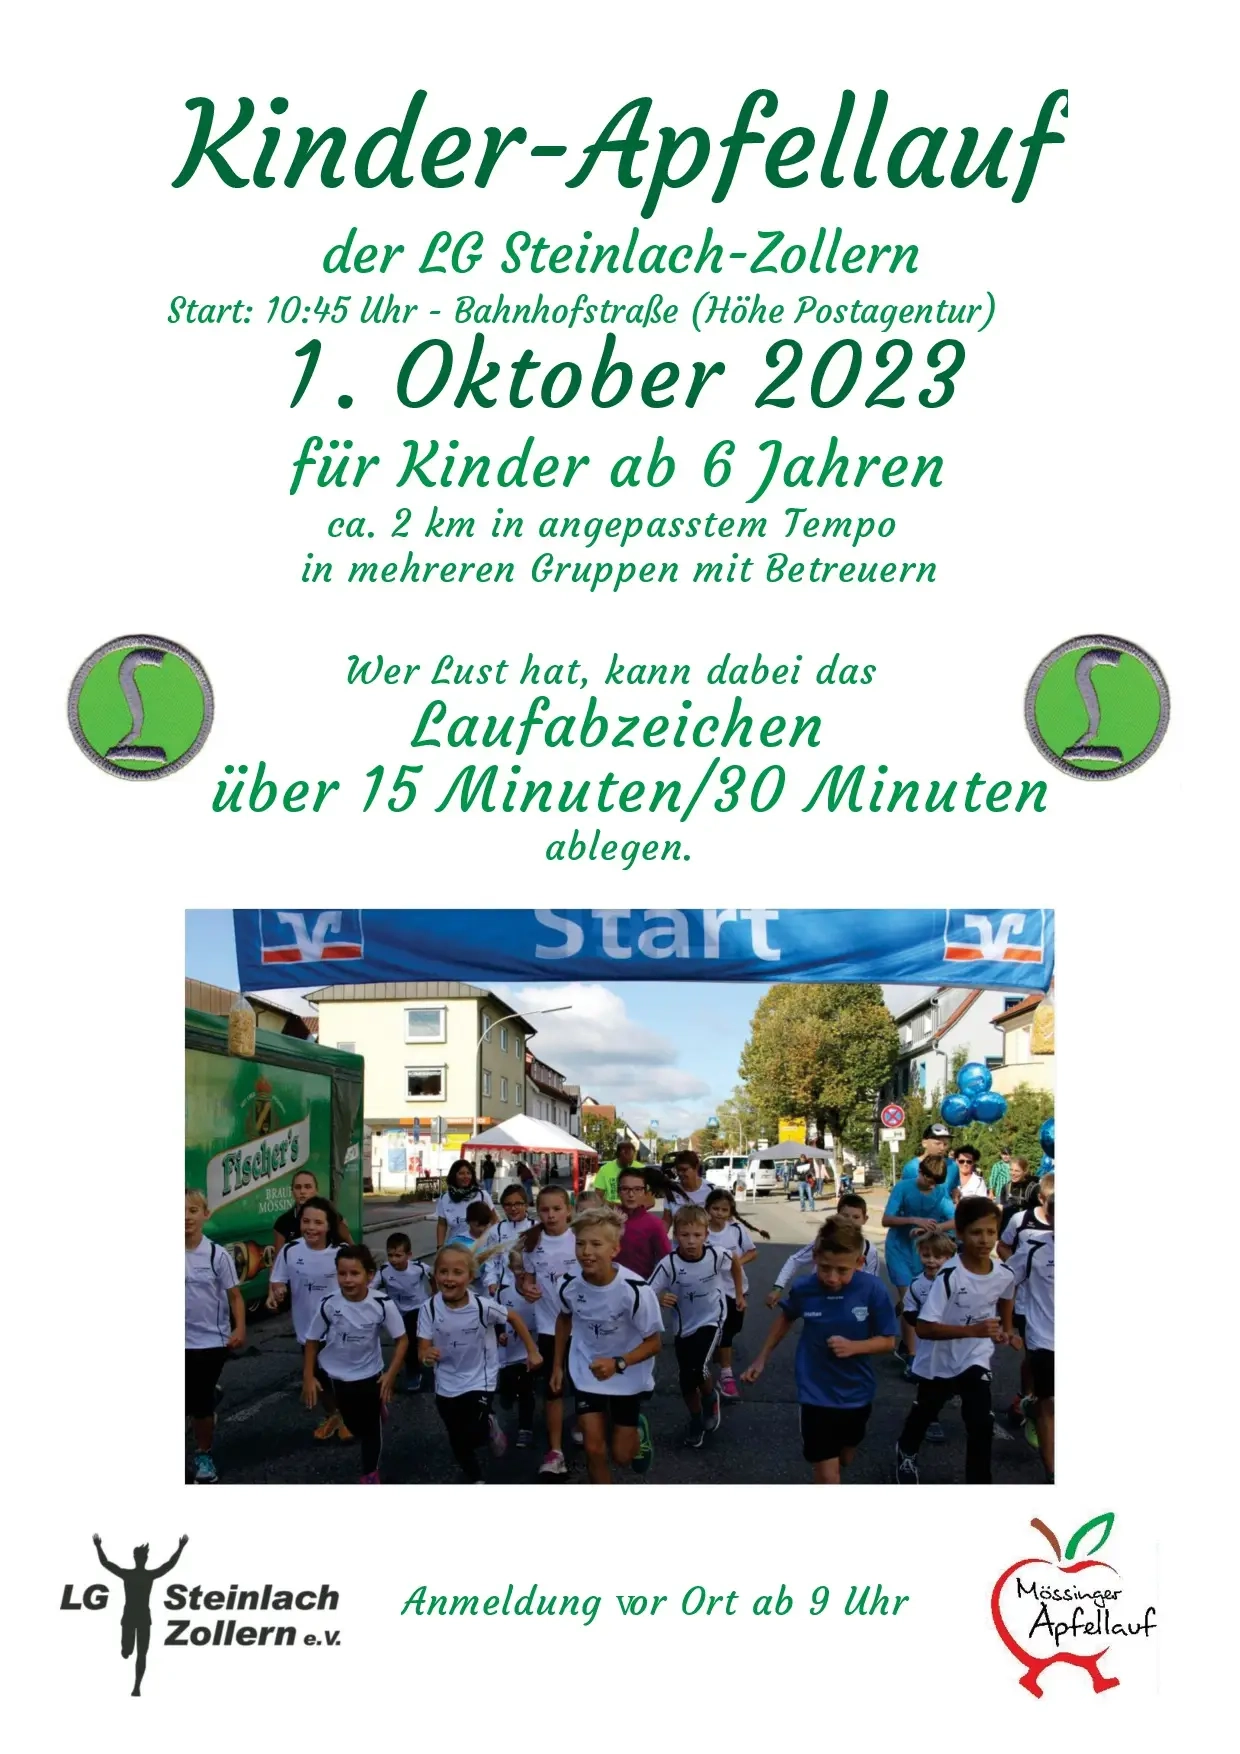 Kinder-Apfellauf
der LG Steinlach-Zollern
Start: 10:45 Uhr - Bahnhofstraße (Höhe Postagentur)
1. Oktober 2023
für Kinder ab 6 Jahren
ca. 2 km in angepasstem Tempo
in mehreren Gruppen mit Betreuern
Wer Lust hat, kann dabei das
Laufabzeichen
über 15 Minuten/30 Minuten
ablegen.
Start
Fischer's
LG Steinlach
Zollern e.V.
Anmeldung vor Ort ab 9 Uhr
Mössinger
Apfellauf